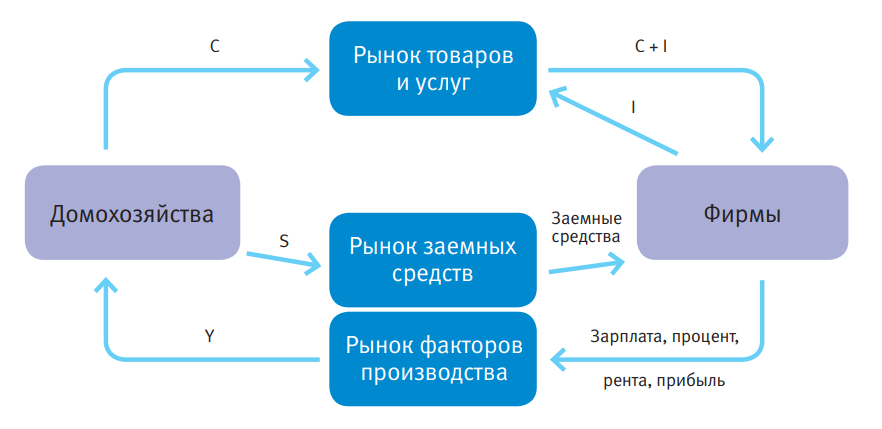 C
Рынок товаров
и услуг
C + I
I
Домохозяйства
Фирмы
S
Рынок заемных
средств
Заемные
средства
Y
Рынок факторов
производства
Зарплата, процент,
рента, прибыль